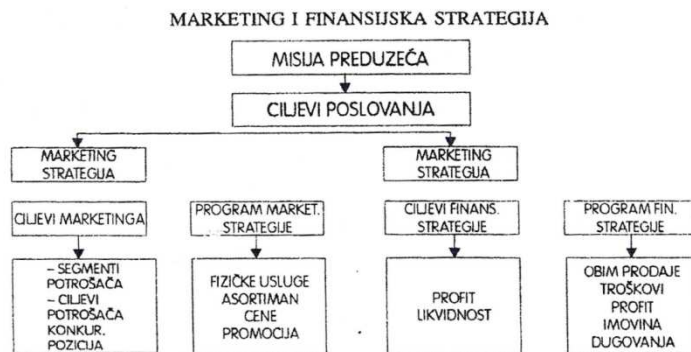 MARKETING I FINANSIJSKA STRATEGIJA
MISIJA PREDUZEĆA
CILJEVI POSLOVANJA
MARKETING
STRATEGIJA
MARKETING
STRATEGIJA
CILJEVI MARKETINGA
PROGRAM MARKET.
STRATEGIJE
CILJEVI FINANS.
STRATEGIJE
PROGRAM FIN.
STRATEGIJE
– SEGMENTI
POTROŠAČA
– CILJEVI
POTROŠAČA
KONKUR.
POZICIJA
FIZIČKE USLUGE
ASORTIMAN
CENE
PROMOCIJA
PROFIT
LIKVIDNOST
OBIM PRODAJE
TROŠKOVI
PROFIT
IMOVINA
DUGOVANJA